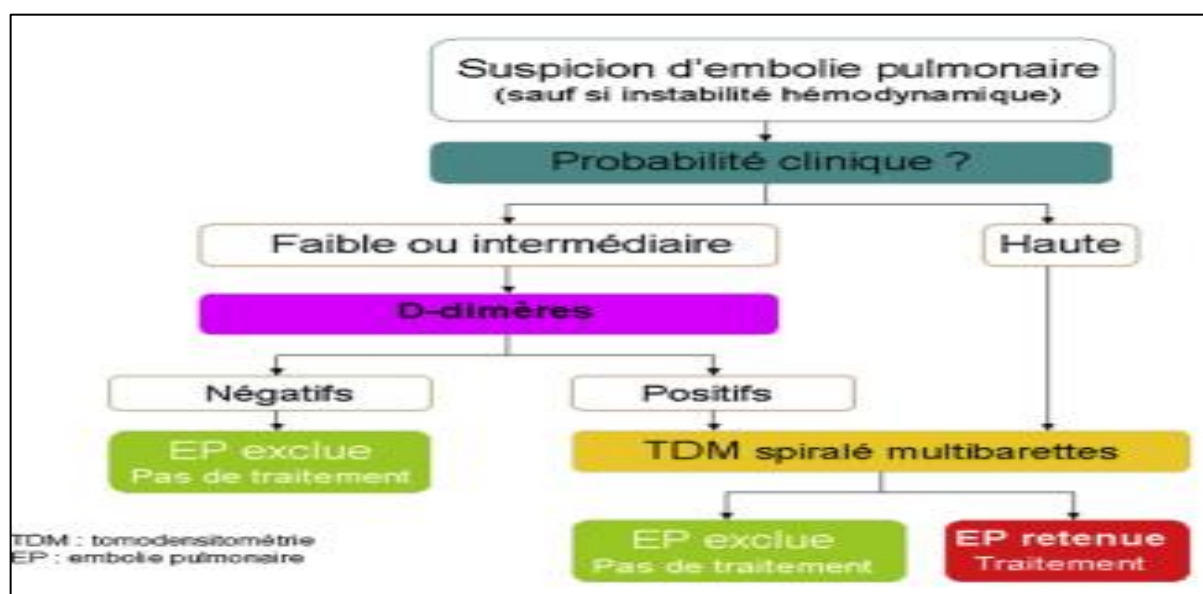 Suspicion d'embolie pulmonaire
(sauf si instabilité hémodynamique)
Probabilité clinique ?
Faible ou intermédiaire
Haute
D-dimères
Négatifs
Positifs
EP exclue
Pas de traitement
TDM spiralé multibarettes
EP exclue
Pas de traitement
EP retenue
Traitement
TDM : tomodensitométrie
EP : embolie pulmonaire